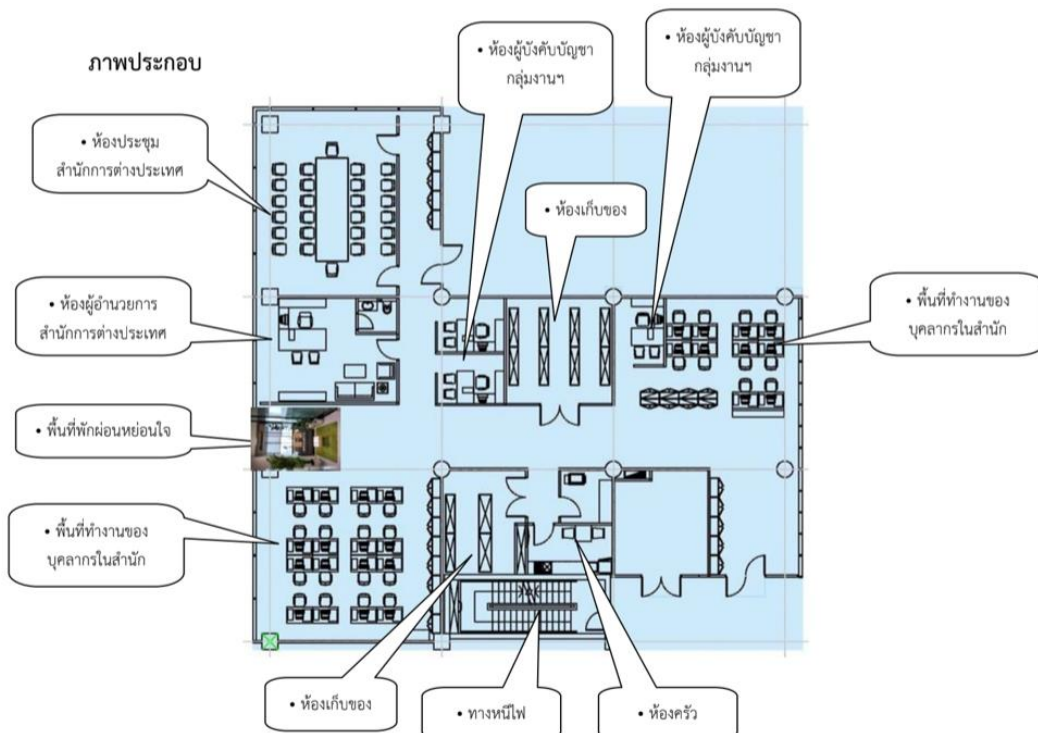 ภาพประกอบ
• ห้องผู้บังคับบัญชา
กลุ่มงานฯ
• ห้องผู้บังคับบัญชา
กลุ่มงานฯ
• ห้องประชุม
สำนักการต่างประเทศ
• ห้องเก็บของ
• ห้องผู้อำนวยการ
สำนักการต่างประเทศ
• พื้นที่ทำงานของ
บุคลากรในสำนัก
• พื้นที่พักผ่อนหย่อนใจ
• พื้นที่ทำงานของ
บุคลากรในสำนัก
• ห้องเก็บของ
• ทางหนีไฟ
• ห้องครัว